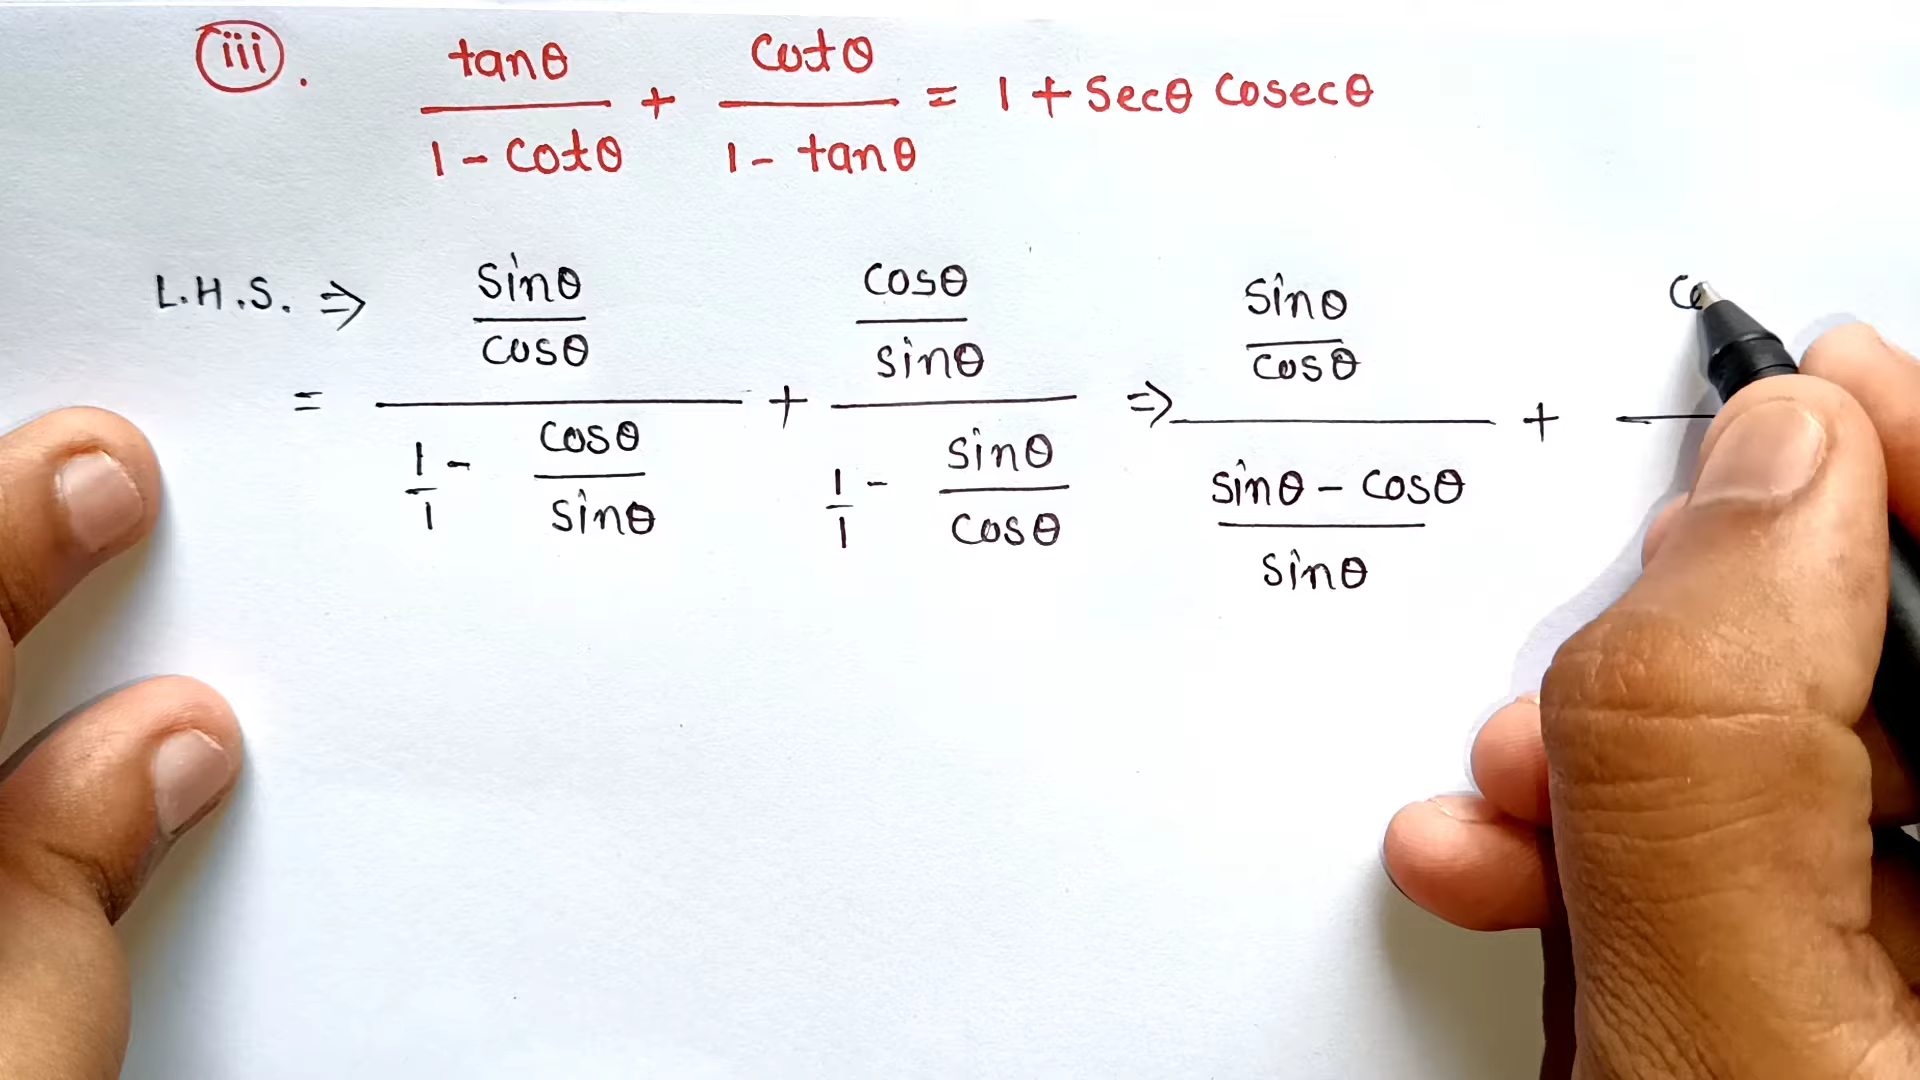 iii. tanθ / 1 - cotθ + cotθ / 1 - tanθ = 1 + Secθ Cosecθ
L.H.S. ⇒
= (sinθ / cosθ) / (1/1 - cosθ / sinθ) + (cosθ / sinθ) / (1/1 - sinθ / cosθ) ⇒ (sinθ / cosθ) / (sinθ - cosθ / sinθ) +